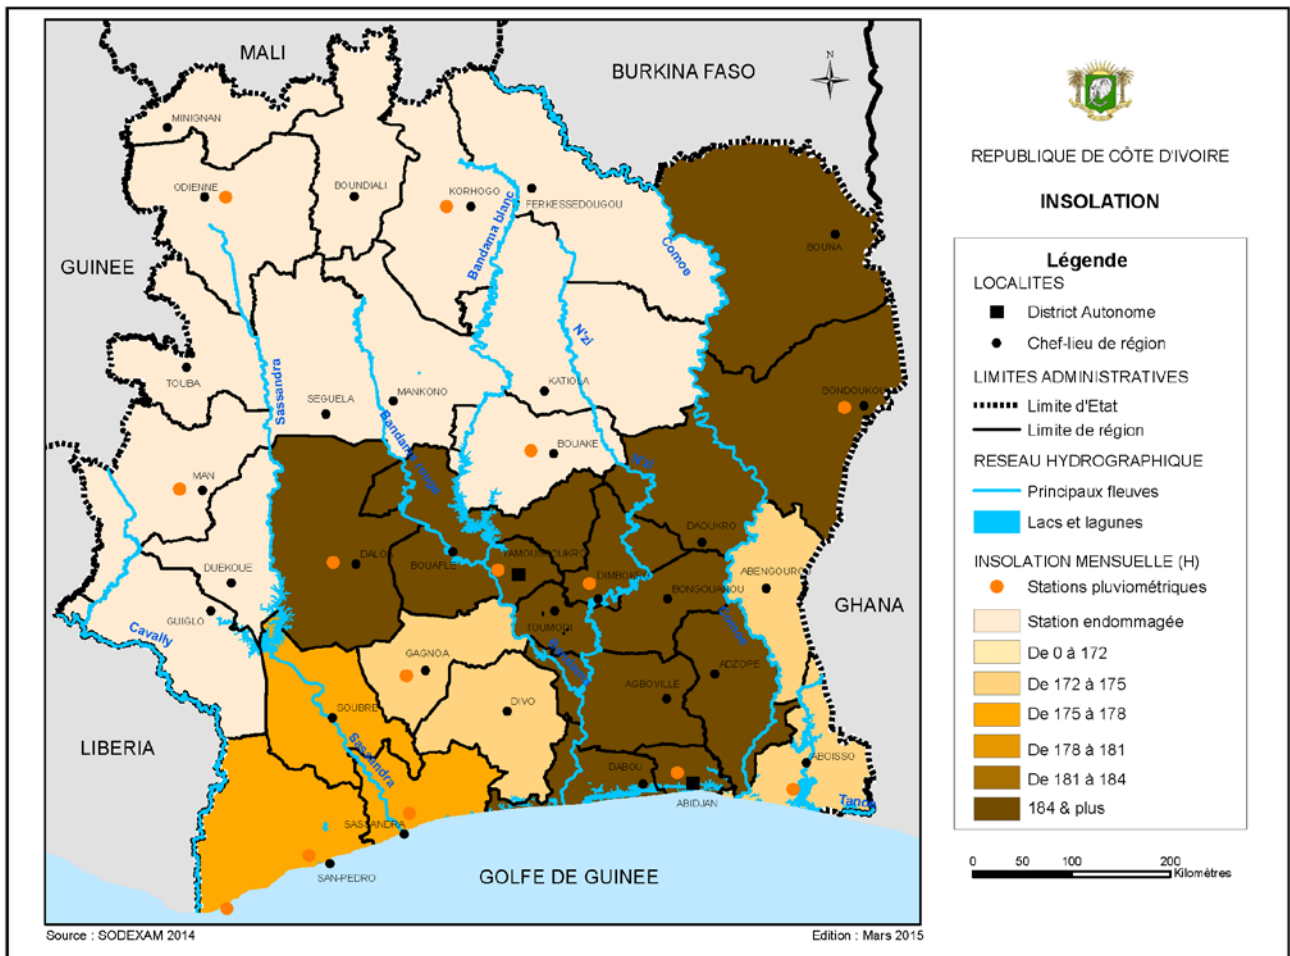 MALI
BURKINA FASO
N
MINIGNAN
ODIENNE
BOUNDIALI
KORHOGO
FERKESSEDOUGOU
Bandama blanc
Comoe
BOUNA
GUINEE
N'zi
Sassandra
TOUBA
SEGUELA
MANKONO
KATIOLA
BONDOUKOU
Bandama rouge
BOUAKE
N'zi
MAN
DAOUKRO
DALOA
BOUAFLE
YAMOUSSOUKRO
DIMBOKRO
BONGOUANOU
ABENGOUROU
DUEKOUE
GUIGLO
Cavally
TOUMODI
Bandama
Comoe
GHANA
GAGNOA
ADZOPE
AGBOVILLE
DIVO
SOUBRE
LIBERIA
Sassandra
DABOU
ABOISSO
ABIDJAN
Tanoe
SASSANDRA
SAN-PEDRO
GOLFE DE GUINEE
Source : SODEXAM 2014
Edition : Mars 2015
REPUBLIQUE DE CÔTE D'IVOIRE
INSOLATION
Légende
LOCALITES
District Autonome
Chef-lieu de région
LIMITES ADMINISTRATIVES
Limite d'Etat
Limite de région
RESEAU HYDROGRAPHIQUE
Principaux fleuves
Lacs et lagunes
INSOLATION MENSUELLE (H)
Stations pluviométriques
Station endommagée
De 0 à 172
De 172 à 175
De 175 à 178
De 178 à 181
De 181 à 184
184 & plus
0 50 100 200
Kilomètres